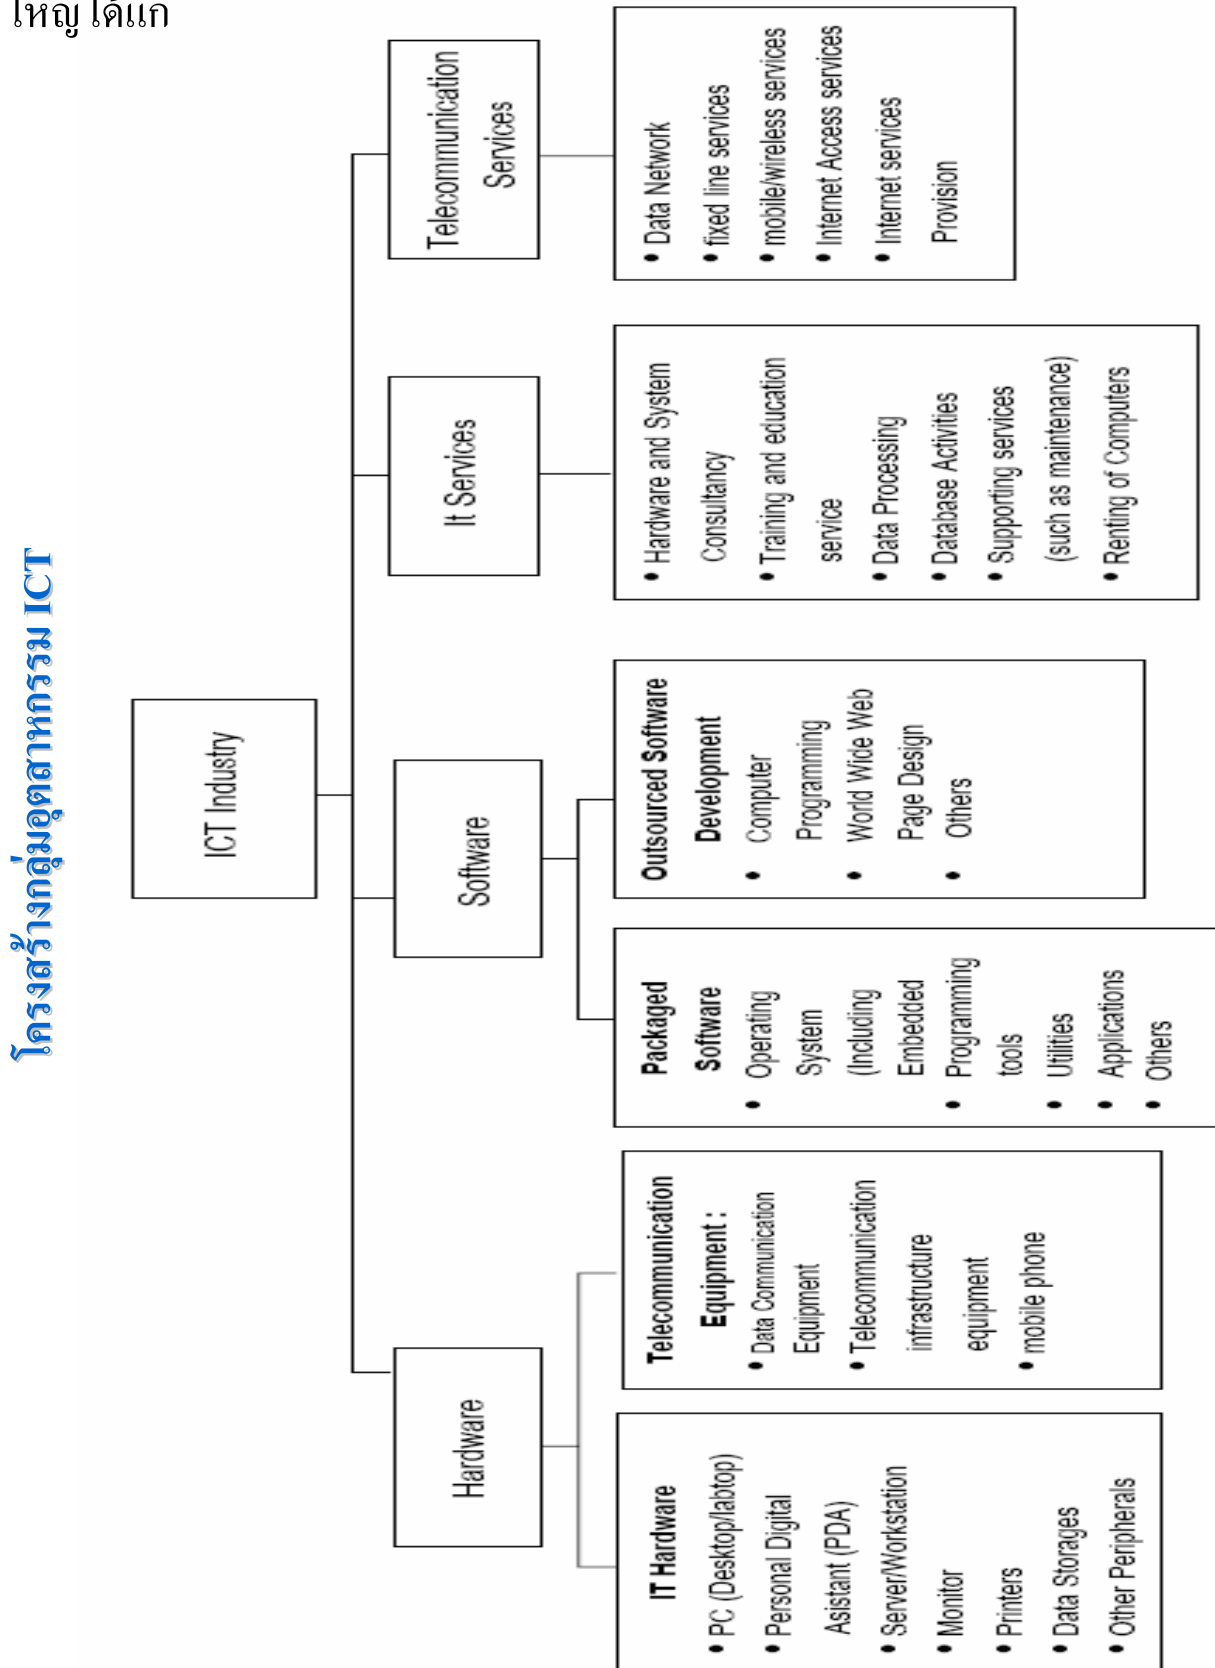 ใหญ่ ได้แก่
โครงสร้างกลุ่มอุตสาหกรรม ICT
ICT Industry
Hardware
Software
It Services
Telecommunication
Services
IT Hardware
• PC (Desktop/labtop)
• Personal Digital
Asistant (PDA)
• Server/Workstation
• Monitor
• Printers
• Data Storages
• Other Peripherals
Telecommunication
Equipment :
• Data Communication
Equipment
• Telecommunication
infrastructure
equipment
• mobile phone
Packaged
Software
• Operating
System
(Including
Embedded
• Programming
tools
• Utilities
• Applications
• Others
Outsourced Software
Development
• Computer
Programming
• World Wide Web
Page Design
• Others
• Hardware and System
Consultancy
• Training and education
service
• Data Processing
• Database Activities
• Supporting services
(such as maintenance)
• Renting of Computers
• Data Network
• fixed line services
• mobile/wireless services
• Internet Access services
• Internet services
Provision